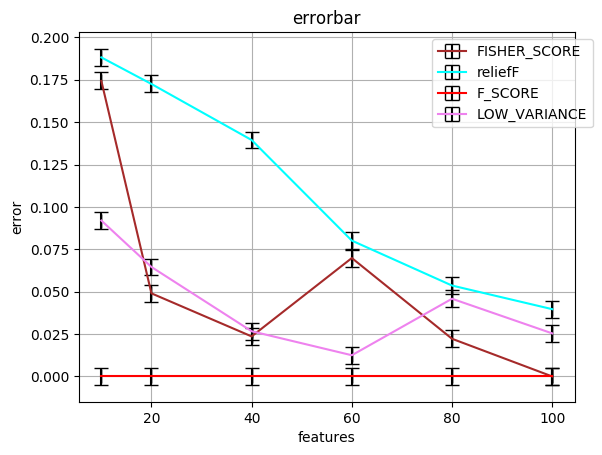 errorbar
0.200
0.175
0.150
0.125
0.100
0.075
0.050
0.025
0.000
error
20 40 60 80 100
features
FISHER_SCORE
reliefF
F_SCORE
LOW_VARIANCE